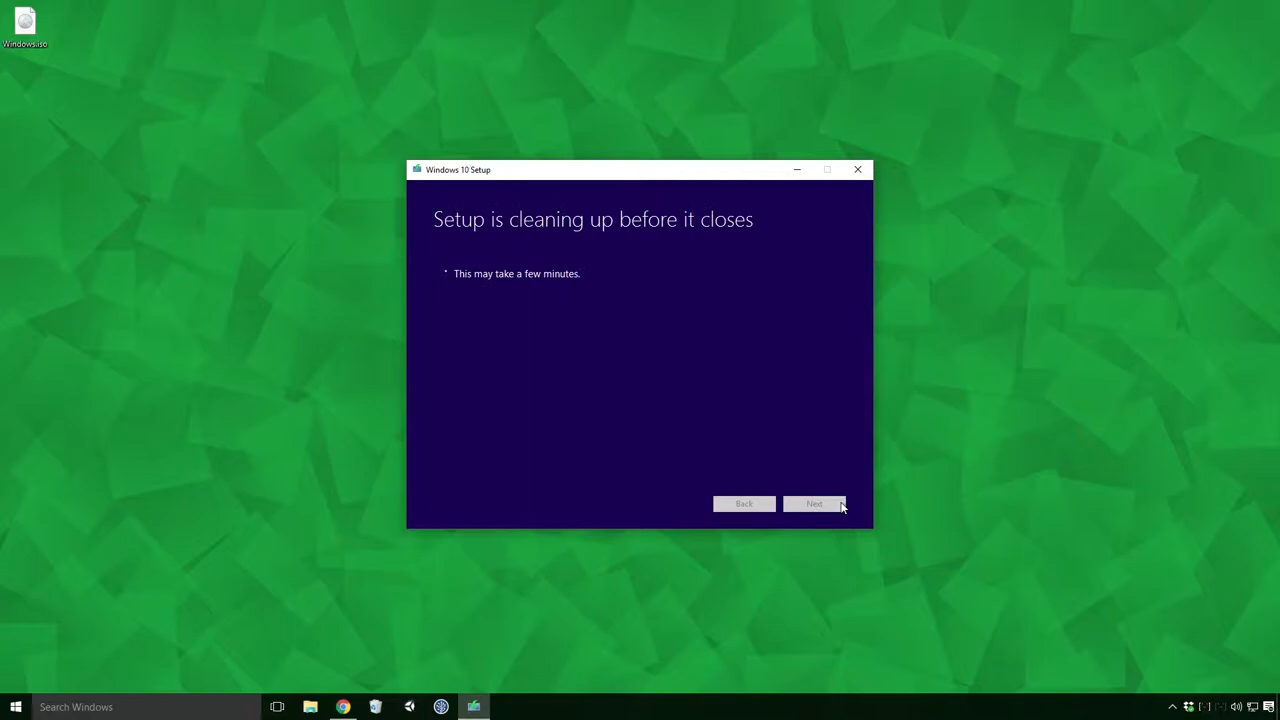 Windows.iso
Windows 10 Setup
Setup is cleaning up before it closes
This may take a few minutes.
Back
Next
Search Windows